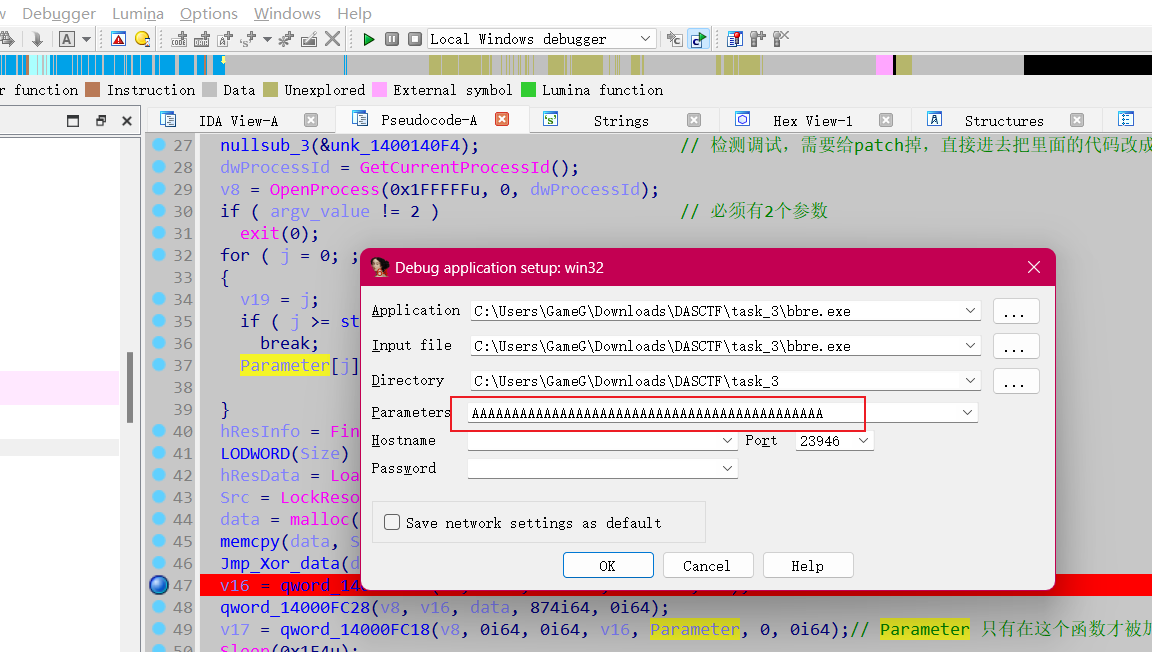 Debugger Lumina Options Windows Help
Local Windows debugger
function Instruction Data Unexplored External symbol Lumina function
IDA View-A Pseudocode-A Strings Hex View-1 Structures
27 nullsub_3(&unk_1400140F4); // 检测调试，需要给patch掉，直接进去把里面的代码改成
28 dwProcessId = GetCurrentProcessId();
29 v8 = OpenProcess(0x1FFFFFu, 0, dwProcessId);
30 if ( argv_value != 2 ) // 必须有2个参数
31 exit(0);
32 for ( j = 0; ;
33 {
34 v19 = j;
35 if ( j >= st
36 break;
37 Parameter[j]
38
39 }
40 hResInfo = Fin
41 LODWORD(Size)
42 hResData = Loa
43 Src = LockReso
44 data = malloc(
45 memcpy(data, S
46 Jmp_Xor_data(d
47 v16 = qword_14
48 qword_14000FC28(v8, v16, data, 874i64, 0i64);
49 v17 = qword_14000FC18(v8, 0i64, 0i64, v16, Parameter, 0, 0i64);// Parameter 只有在这个函数才被加
50 Sleep(0x1F4u);
Debug application setup: win32
Application C:\Users\GameG\Downloads\DASCTF\task_3\bbre.exe ...
Input file C:\Users\GameG\Downloads\DASCTF\task_3\bbre.exe ...
Directory C:\Users\GameG\Downloads\DASCTF\task_3 ...
Parameters AAAAAAAAAAAAAAAAAAAAAAAAAAAAAAAAAAAAAAAAAAAA
Hostname Port 23946
Password
Save network settings as default
OK Cancel Help